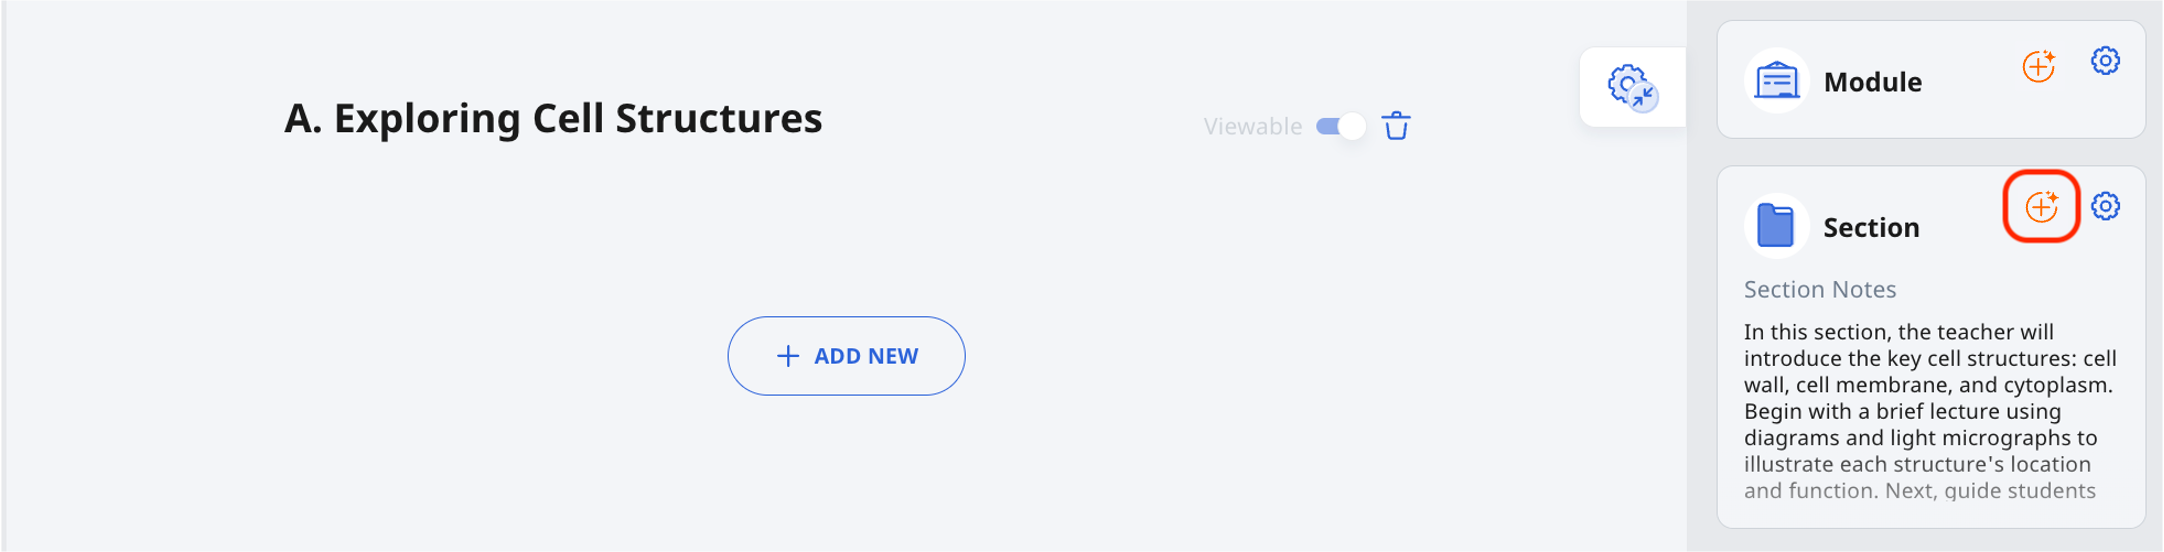 A. Exploring Cell Structures
Viewable
ADD NEW
Module
Section
Section Notes
In this section, the teacher will
introduce the key cell structures: cell
wall, cell membrane, and cytoplasm.
Begin with a brief lecture using
diagrams and light micrographs to
illustrate each structure's location
and function. Next, guide students